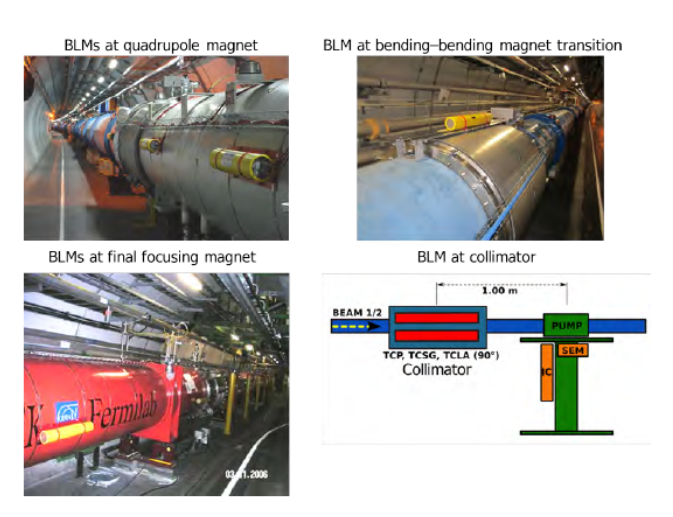 BLMs at quadrupole magnet
BLM at bending–bending magnet transition
BLMs at final focusing magnet
BLM at collimator
K Fermilab
03.11.2006
1.00 m
BEAM 1/2
PUMP
SEM
IC
TCP, TCSG, TCLA (90°)
Collimator